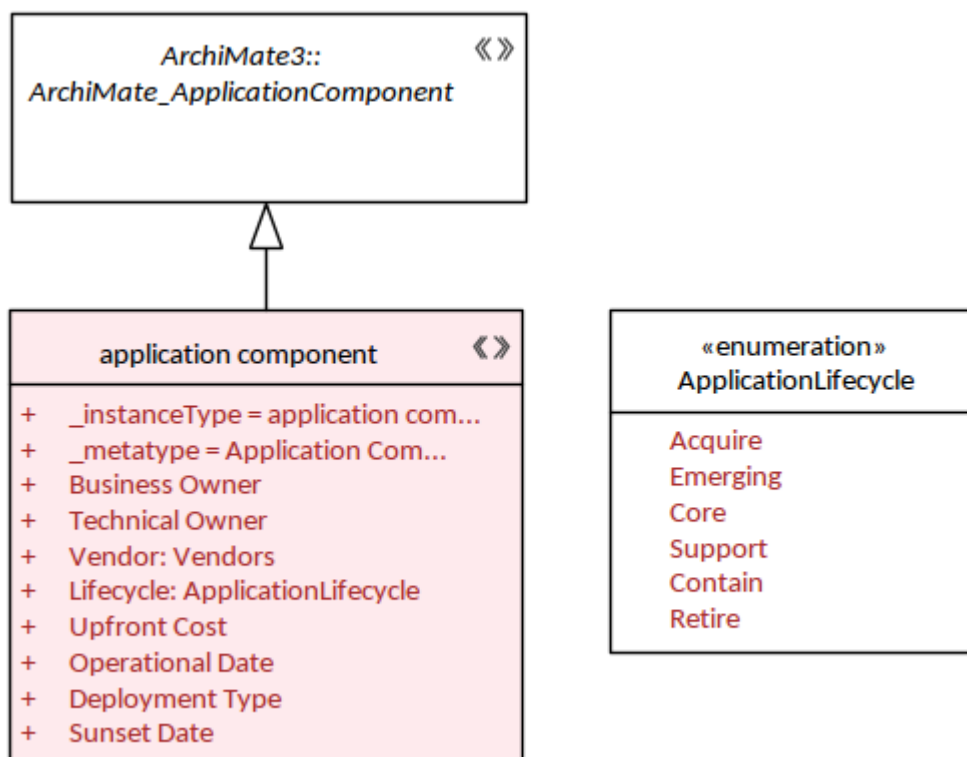 ArchiMate3::
ArchiMate_ApplicationComponent
«»
application component
«»
+ _instanceType = application com...
+ _metatype = Application Com...
+ Business Owner
+ Technical Owner
+ Vendor: Vendors
+ Lifecycle: ApplicationLifecycle
+ Upfront Cost
+ Operational Date
+ Deployment Type
+ Sunset Date
«enumeration»
ApplicationLifecycle
Acquire
Emerging
Core
Support
Contain
Retire